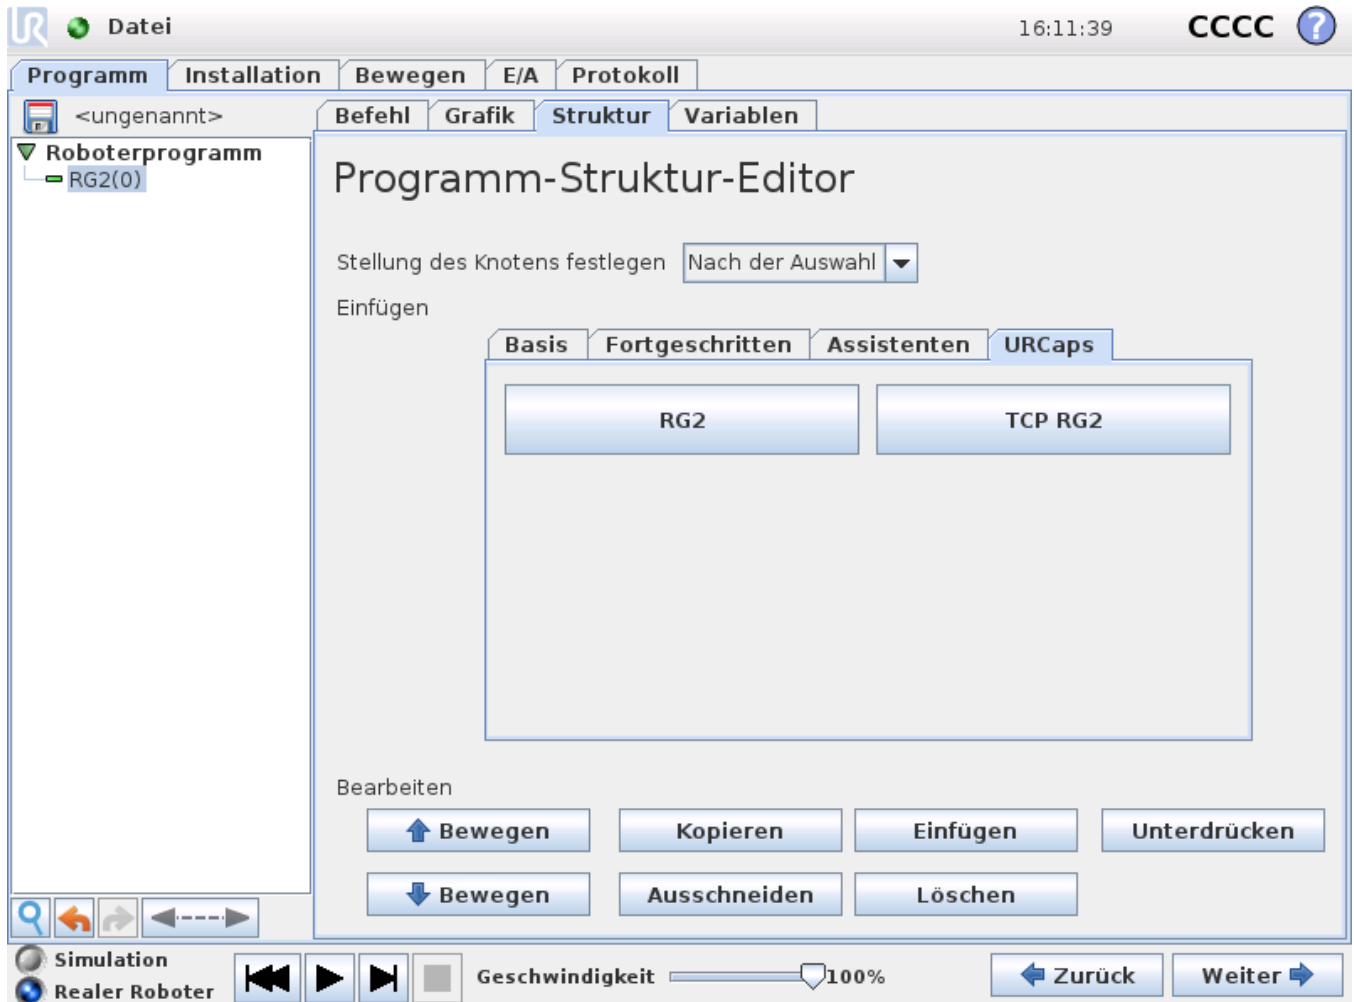 UR Datei 16:11:39 CCCC ?
Programm Installation Bewegen E/A Protokoll
<ungenannt>
Roboterprogramm
RG2(0)
Befehl Grafik Struktur Variablen
Programm-Struktur-Editor
Stellung des Knotens festlegen Nach der Auswahl
Einfügen
Basis Fortgeschritten Assistenten URCaps
RG2 TCP RG2
Bearbeiten
Bewegen Kopieren Einfügen Unterdrücken
Bewegen Ausschneiden Löschen
Simulation
Realer Roboter
Geschwindigkeit 100% Zurück Weiter